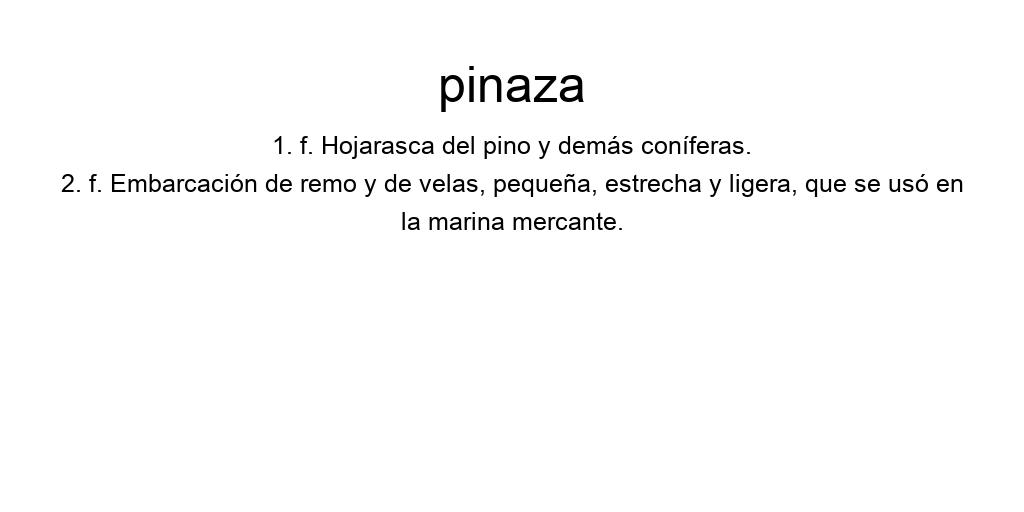 pinaza
1. f. Hojarasca del pino y demás coníferas.
2. f. Embarcación de remo y de velas, pequeña, estrecha y ligera, que se usó en
la marina mercante.